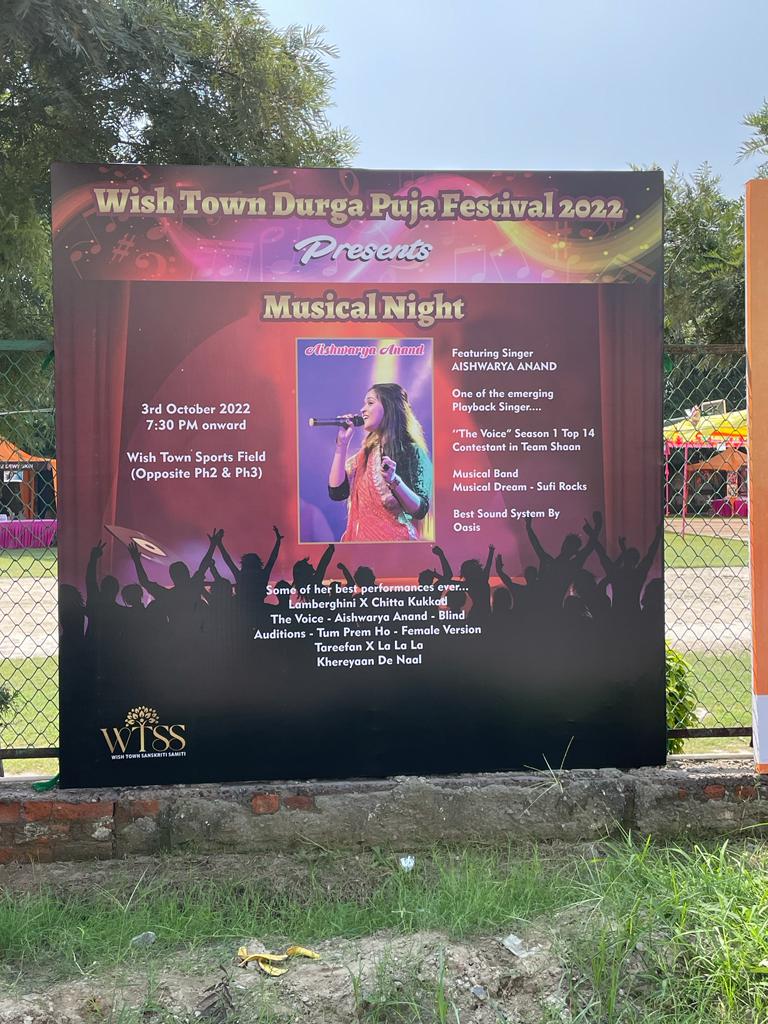 Wish Town Durga Puja Festival 2022
Presents
Musical Night
3rd October 2022
7:30 PM onward
Wish Town Sports Field
(Opposite Ph2 & Ph3)
Aishwarya Anand
Featuring Singer
AISHWARYA ANAND
One of the emerging
Playback Singer....
"The Voice" Season 1 Top 14
Contestant in Team Shaan
Musical Band
Musical Dream - Sufi Rocks
Best Sound System By
Oasis
Some of her best performances ever...
Lamberghini X Chitta Kukkad
The Voice - Aishwarya Anand - Blind
Auditions - Tum Prem Ho - Female Version
Tareefan X La La La
Khereyaan De Naal
WTSS
WISH TOWN SANSKRITI SAMITI